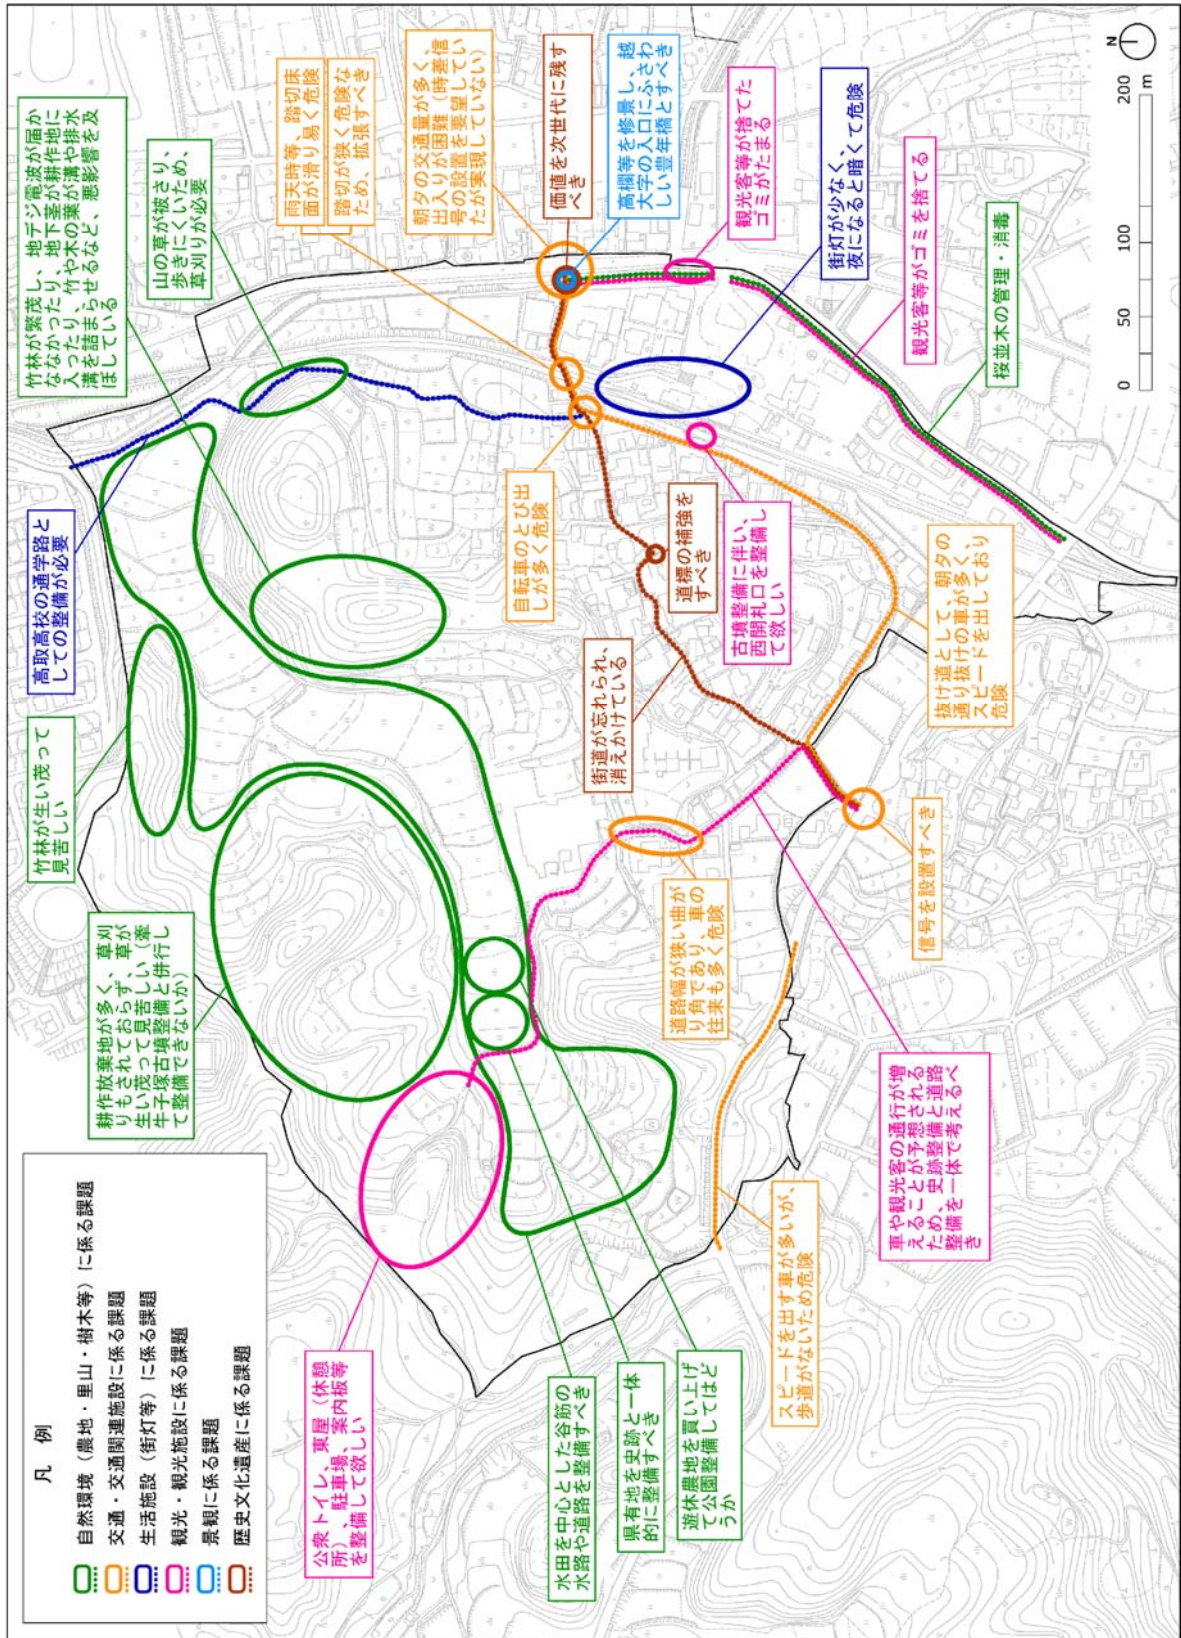 凡 例
自然環境（農地・里山・樹木等）に係る課題
交通・交通関連施設に係る課題
生活施設（街灯等）に係る課題
観光・観光施設に係る課題
景観に係る課題
歴史文化遺産に係る課題
耕作放棄地が多く、草刈
りもされておらず、草が
生い茂って見苦しい（牽
牛子塚古墳整備と併行し
て整備できないか）
竹林が生い茂って
見苦しい
高取高校の通学路と
しての整備が必要
竹林が繁茂し、地デジ電波が届か
ななかったり、地下茎が耕作地に
入ったり、竹や木の葉が溝や排水
溝を詰まらせるなど、悪影響を及
ぼしている
山の草が被さり、
歩きにくいため、
草刈りが必要
雨天時等、踏切床
面が滑り易く危険
踏切が狭く危険な
ため、拡張すべき
朝夕の交通量が多く、
出入りが困難（時差信
号の設置を要望してい
たが実現していない）
価値を次世代に残す
べき
高欄等を修景し、越
大字の入口にふさわ
しい豊年橋とすべき
観光客等が捨てた
ゴミがたまる
街灯が少なく、
夜になると暗くて危険
観光客等がゴミを捨てる
桜並木の管理・消毒
自転車のとび出
しが多く危険
道標の補強を
すべき
古墳整備に伴い、
西側改札口を整備し
て欲しい
街道が忘れられ、
消えかけている
抜け道として、朝夕の
通り抜けの車が多く、
スピードを出しており
危険
道路幅が狭い曲が
り角であり、車の
往来も多く危険
信号を設置すべき
公衆トイレ、東屋（休憩
所）、駐車場、案内板等
を整備して欲しい
水田を中心とした谷筋の
水路や道路を整備すべき
県有地を史跡と一体
的に整備すべき
遊休農地を買い上げ
て公園整備してはど
うか
スピードを出す車が多いが、
歩道がないため危険
車や観光客の通行が増
えることが予想される
ため、史跡整備と道路
整備を一体で考えるべ
き
0 50 100 200
m
N